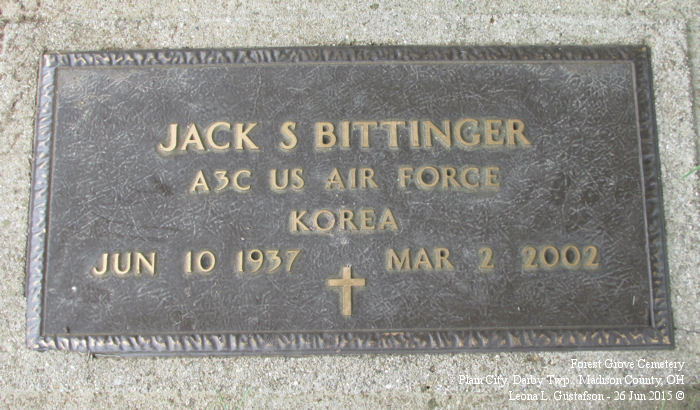 JACK S BITTINGER
A3C US AIR FORCE
KOREA
JUN 10 1937 MAR 2 2002
Forest Grove Cemetery
Plain City, Darby Twp., Madison County, OH
Leona L. Gustafson - 26 Jun 2015 ©